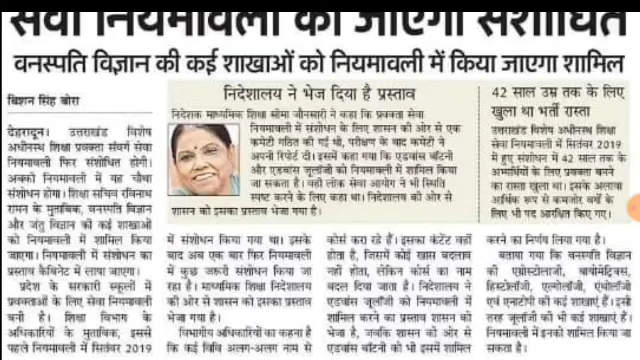 सेवा नियमावली की जाएगी संशोधित
वनस्पति विज्ञान की कई शाखाओं को नियमावली में किया जाएगा शामिल
बिशन सिंह बोरा
देहरादून। उत्तराखंड विशेष
अधीनस्थ शिक्षा प्रवक्ता संवर्ग सेवा
नियमावली फिर संशोधित होगी।
अबकी नियमावली में यह चौथा
संशोधन होगा। शिक्षा सचिव रविनाथ
रामन के मुताबिक, वनस्पति विज्ञान
और जंतु विज्ञान की कई शाखाओं
को नियमावली में शामिल किया
जाएगा। नियमावली में संशोधन का
प्रस्ताव कैबिनेट में लाया जाएगा।
प्रदेश के सरकारी स्कूलों में
प्रवक्ताओं के लिए सेवा नियमावली
बनी है। शिक्षा विभाग के
अधिकारियों के मुताबिक, इससे
पहले नियमावली में सितंबर 2019
निदेशालय ने भेज दिया है प्रस्ताव
निदेशक माध्यमिक शिक्षा सीमा जौनसारी ने कहा कि प्रवक्ता सेवा
नियमावली में संशोधन के लिए शासन की ओर से एक
कमेटी गठित की गई थी, परीक्षण के बाद कमेटी ने
अपनी रिपोर्ट दी। इसमें कहा गया कि एडवांस बॉटनी
और एडवांस जूलॉजी को नियमावली में शामिल किया
जा सकता है। वहीं लोक सेवा आयोग ने भी स्थिति
स्पष्ट करने के लिए कहा था। निदेशालय की ओर से
शासन को इसका प्रस्ताव भेजा गया है।
में संशोधन किया गया था। इसके
बाद अब एक बार फिर नियमावली
में कुछ जरूरी संशोधन किया जा
रहा है। माध्यमिक शिक्षा निदेशालय
की ओर से शासन को इसका प्रस्ताव
भेजा गया है।
विभागीय अधिकारियों का कहना है
कि कई विवि अलग-अलग नाम से
कोर्स करा रहे हैं। इसका कंटेंट वहीं
होता है, जिसमें कोई खास बदलाव
नहीं होता, लेकिन कोर्स का नाम
बदल दिया जाता है। निदेशालय ने
एडवांस जूलॉजी को नियमावली में
शामिल करने का प्रस्ताव शासन को
भेजा है, जबकि शासन की ओर से
एडवांस बॉटनी को भी इसमें शामिल
42 साल उम्र तक के लिए
खुला था भर्ती रास्ता
उत्तराखंड विशेष अधीनस्थ शिक्षा
सेवा नियमावली में सितंबर 2019
में हुए संशोधन में 42 साल तक के
अभ्यर्थियों के लिए प्रवक्ता बनने
का रास्ता खुला था। इसके अलावा
आर्थिक रूप से कमजोर वर्गों के
लिए भी पद आरक्षित किए गए।
करने का निर्णय लिया गया है।
बताया गया कि वनस्पति विज्ञान
की एग्रोस्टोलाजी, बायोमेट्रिक्स,
हिस्टोलॉजी, एल्गोलॉजी, एंथोलॉजी
एवं एनाटोपी की कई शाखाएं हैं। इसी
तरह जूलॉजी की भी कई शाखाएं हैं।
नियमावली में इनको शामिल किया जा
सकता है।